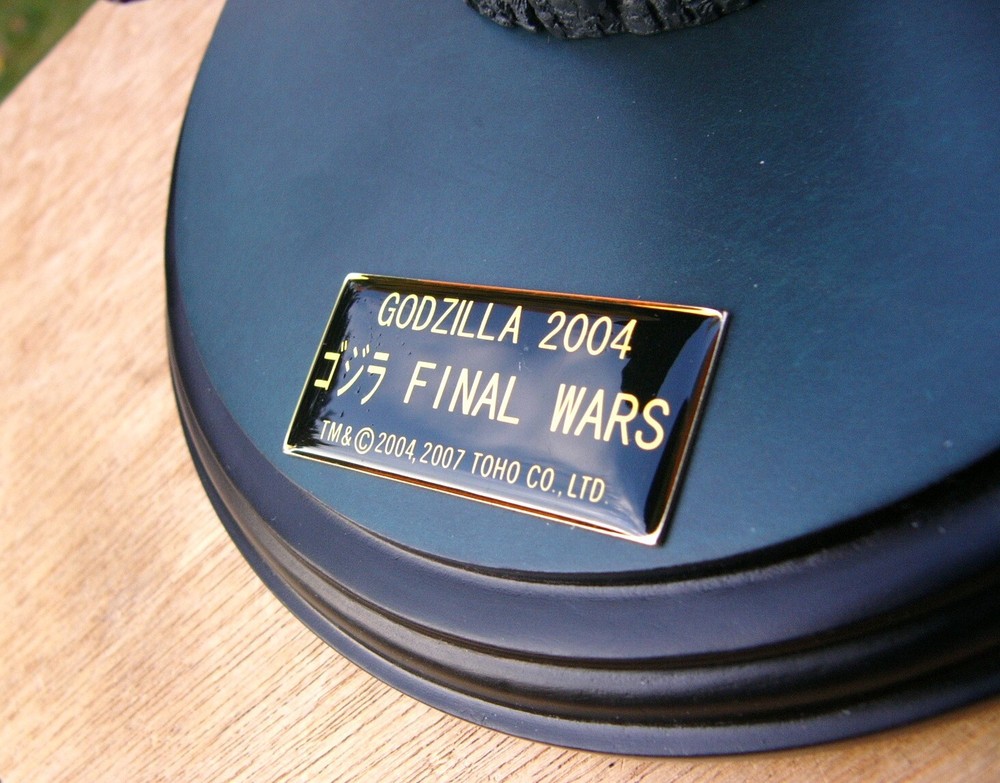 GODZILLA 2004
ゴジラ FINAL WARS
TM&©2004,2007 TOHO CO.,LTD.